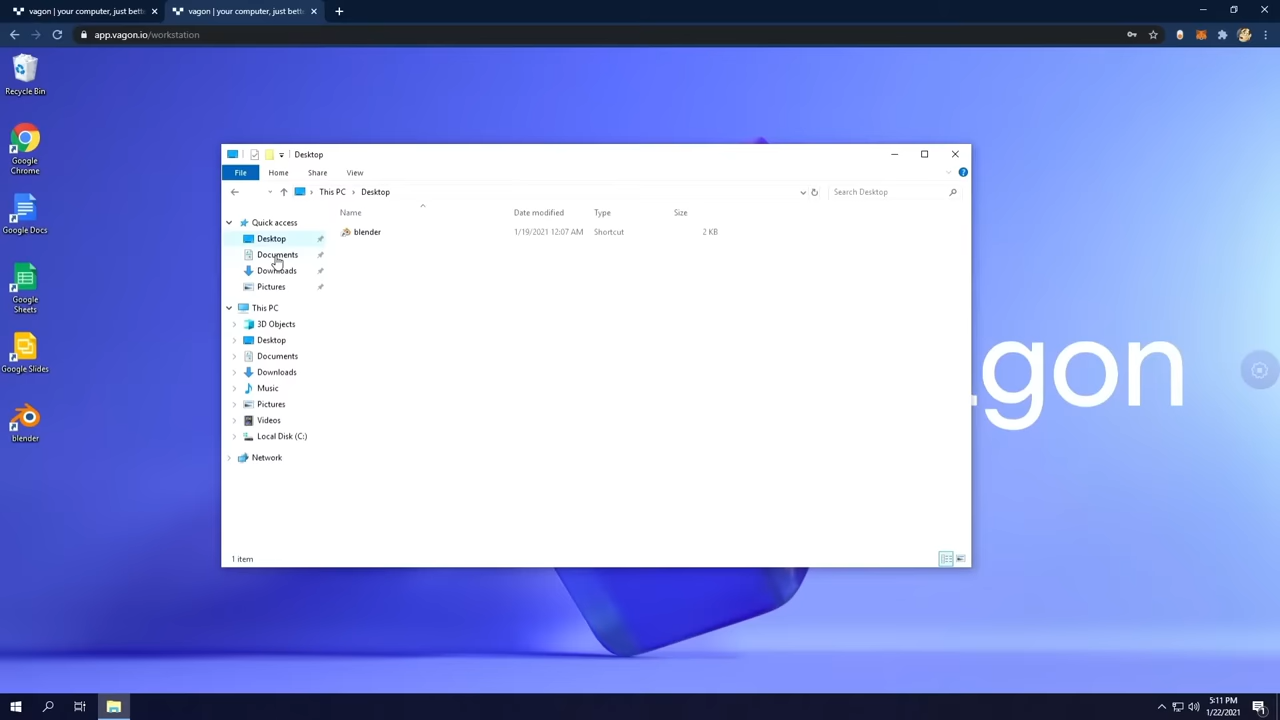 vagon | your computer, just bette
vagon | your computer, just bette
app.vagon.io/workstation
Recycle Bin
Google
Chrome
Google Docs
Google
Sheets
Google Slides
blender
Desktop
File Home Share View
This PC > Desktop
Search Desktop
Quick access
Desktop
Documents
Downloads
Pictures
This PC
3D Objects
Desktop
Documents
Downloads
Music
Pictures
Videos
Local Disk (C:)
Network
Name Date modified Type Size
blender 1/19/2021 12:07 AM Shortcut 2 KB
1 item
gon
5:11 PM
1/22/2021